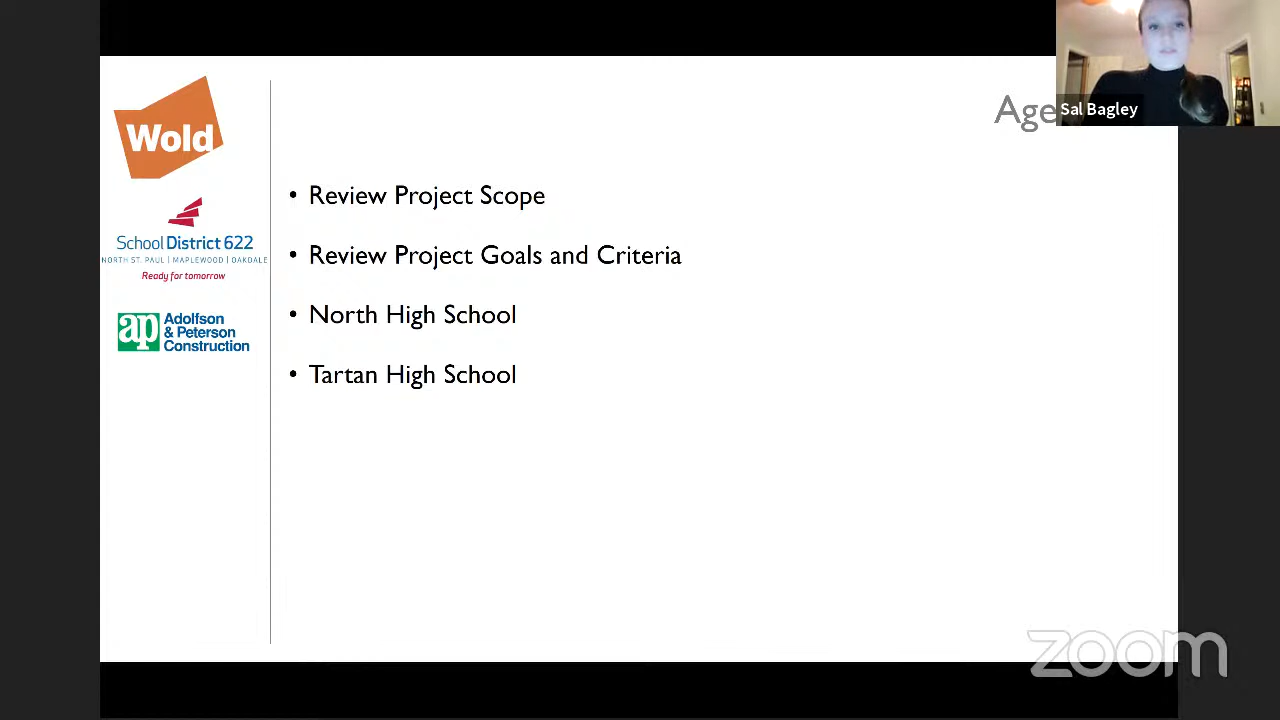 Age
Sal Bagley
Wold
School District 622
NORTH ST. PAUL | MAPLEWOOD | OAKDALE
Ready for tomorrow
ap Adolfson
& Peterson
Construction
• Review Project Scope
• Review Project Goals and Criteria
• North High School
• Tartan High School
zoom